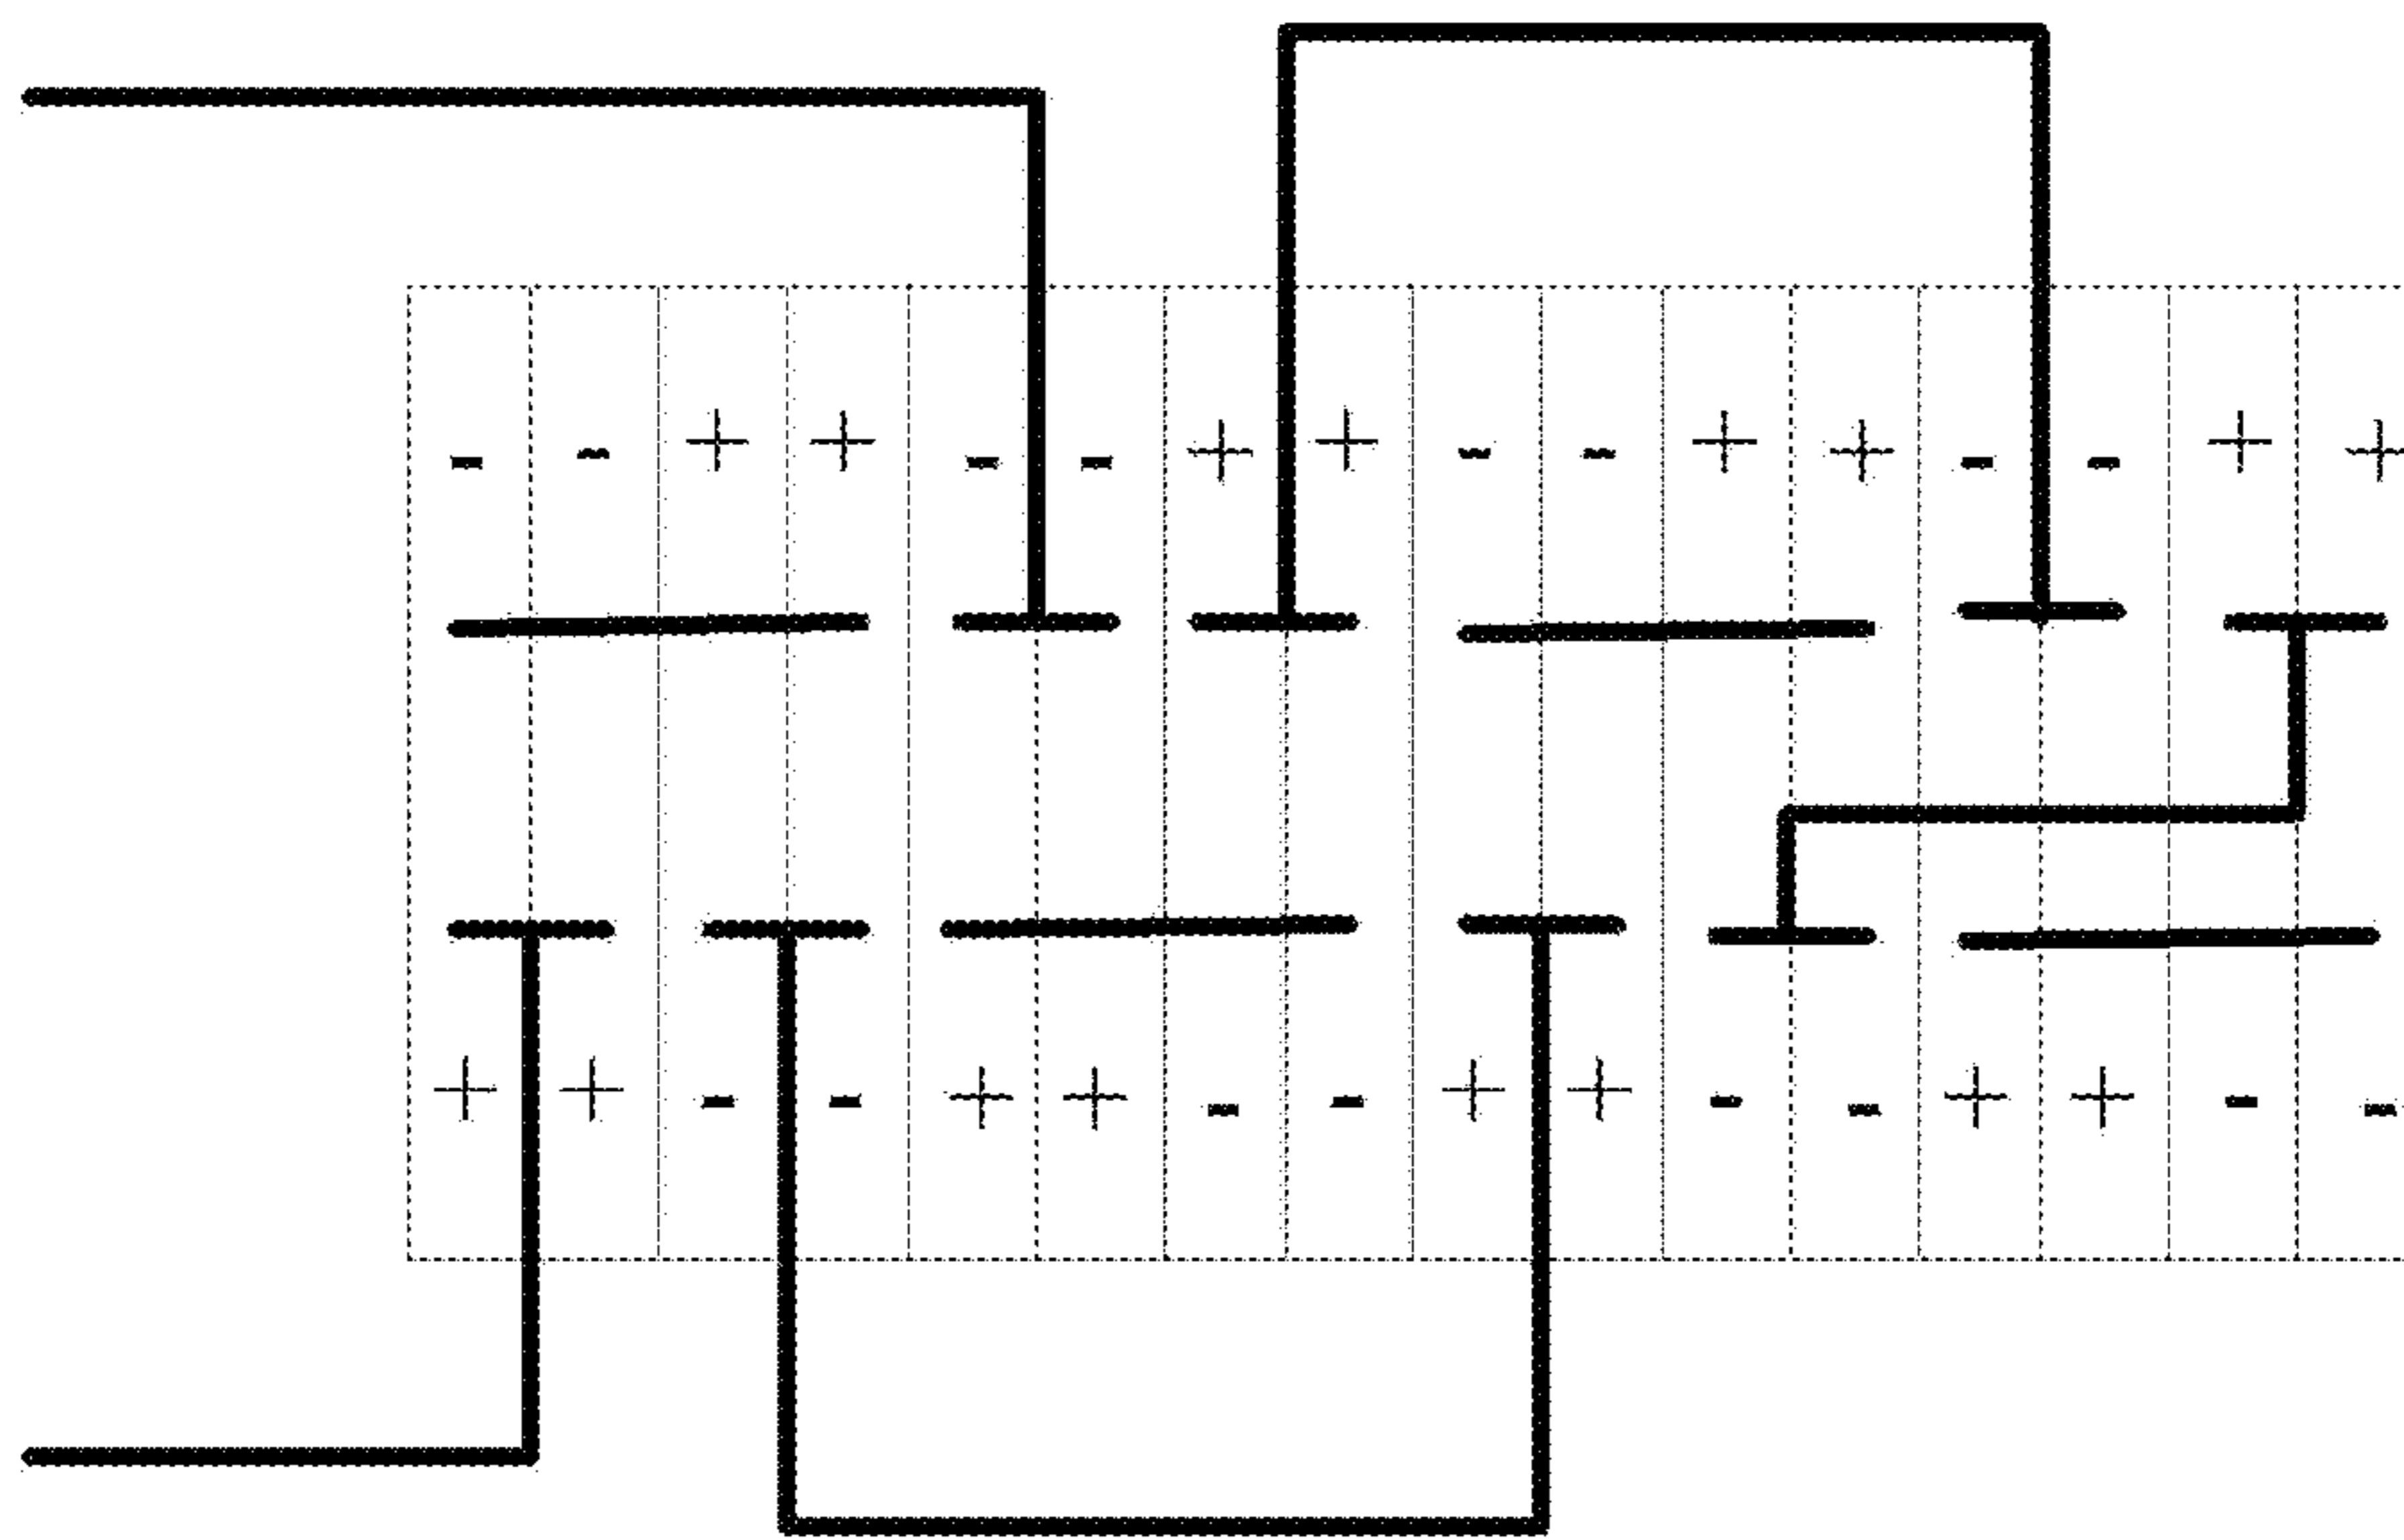 - - + + - - + + - - + + - - + +
+ + - - + + - - + + - - + + - -